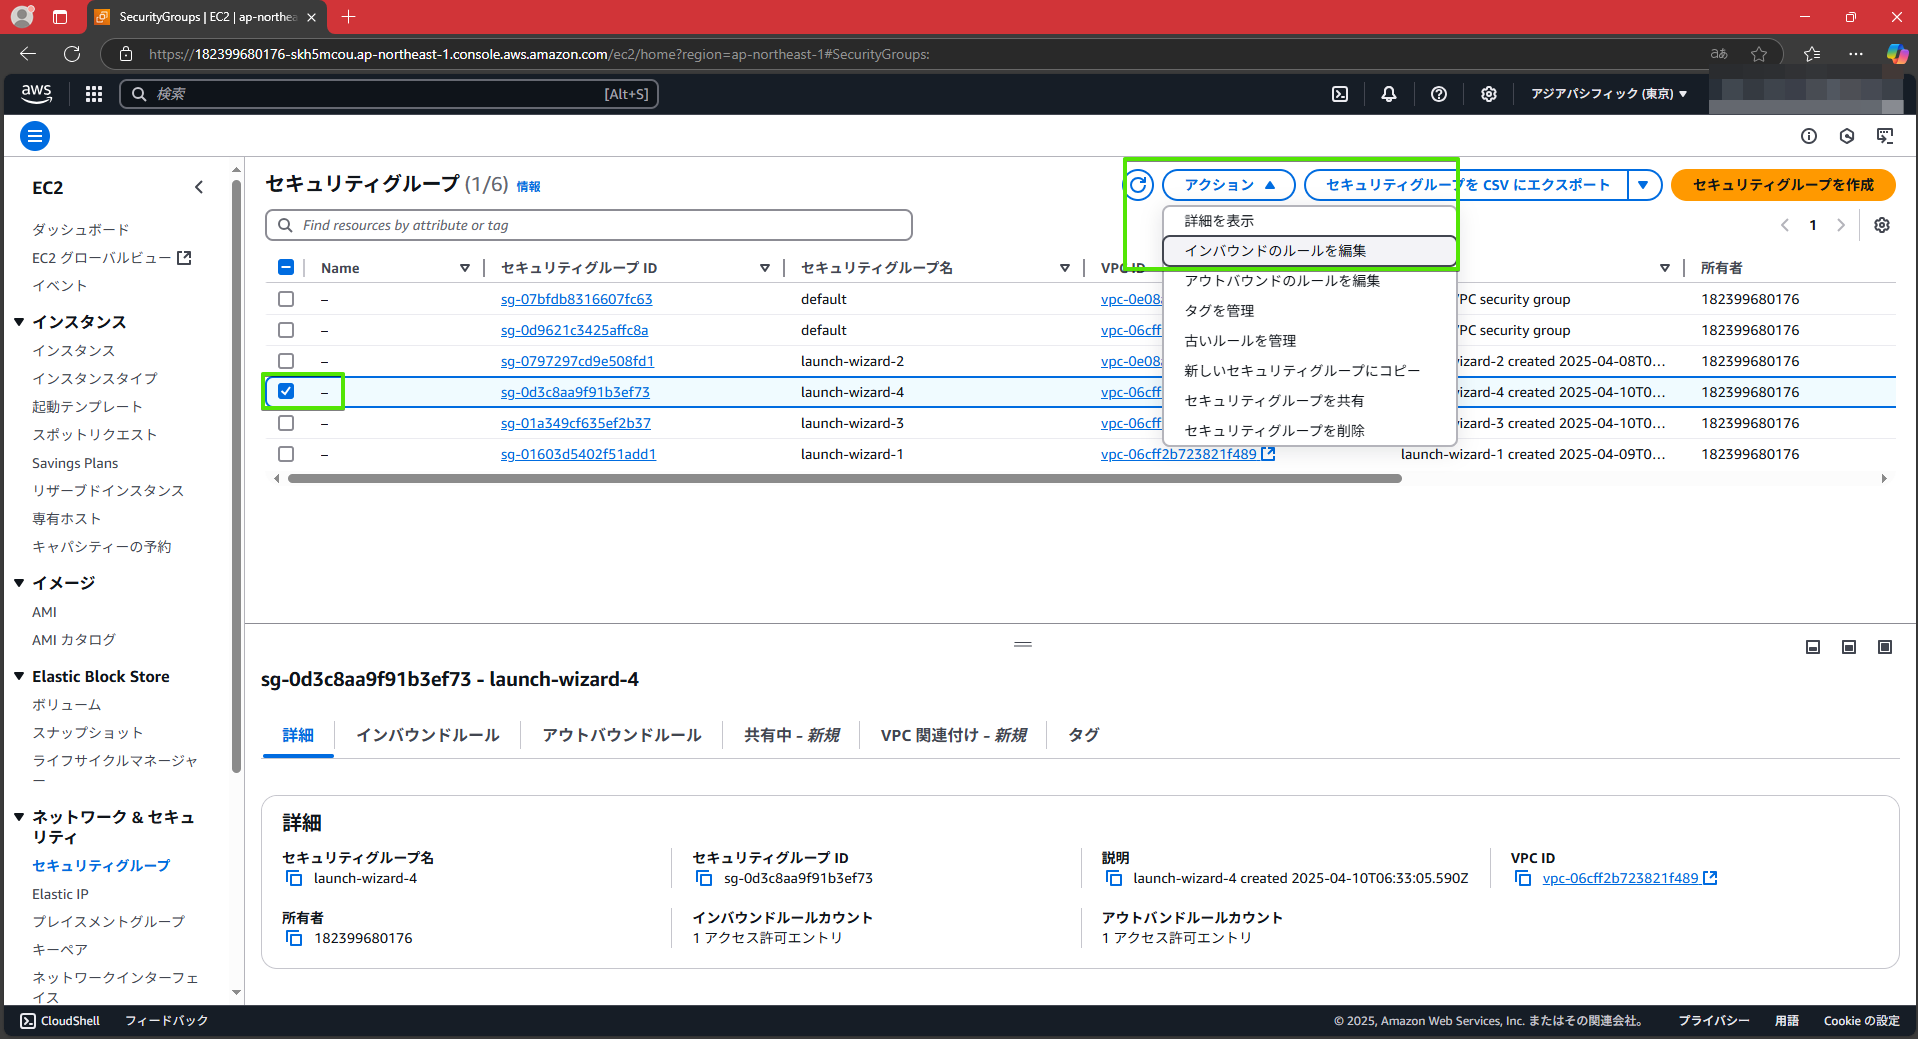 SecurityGroups | EC2 | ap-northea
https://182399680176-skh5mcou.ap-northeast-1.console.aws.amazon.com/ec2/home?region=ap-northeast-1#SecurityGroups:
aあ
aws
検索
[Alt+S]
アジアパシフィック (東京)
EC2
ダッシュボード
EC2 グローバルビュー
イベント
インスタンス
インスタンス
インスタンスタイプ
起動テンプレート
スポットリクエスト
Savings Plans
リザーブドインスタンス
専有ホスト
キャパシティーの予約
イメージ
AMI
AMI カタログ
Elastic Block Store
ボリューム
スナップショット
ライフサイクルマネージャ
ー
ネットワーク & セキュ
リティ
セキュリティグループ
Elastic IP
プレイスメントグループ
キーペア
ネットワークインターフェ
イス
セキュリティグループ (1/6) 情報
アクション
セキュリティグループを CSV にエクスポート
セキュリティグループを作成
Find resources by attribute or tag
1
詳細を表示
インバウンドのルールを編集
アウトバウンドのルールを編集
タグを管理
古いルールを管理
新しいセキュリティグループにコピー
セキュリティグループを共有
セキュリティグループを削除
Name セキュリティグループ ID セキュリティグループ名 VPC ID 所有者
– sg-07bfdb8316607fc63 default vpc-0e08 PC security group 182399680176
– sg-0d9621c3425affc8a default vpc-06cff PC security group 182399680176
– sg-0797297cd9e508fd1 launch-wizard-2 vpc-0e08 izard-2 created 2025-04-08T0... 182399680176
– sg-0d3c8aa9f91b3ef73 launch-wizard-4 vpc-06cff izard-4 created 2025-04-10T0... 182399680176
– sg-01a349cf635ef2b37 launch-wizard-3 vpc-06cff izard-3 created 2025-04-10T0... 182399680176
– sg-01603d5402f51add1 launch-wizard-1 vpc-06cff2b723821f489 launch-wizard-1 created 2025-04-09T0... 182399680176
sg-0d3c8aa9f91b3ef73 - launch-wizard-4
詳細 インバウンドルール アウトバウンドルール 共有中 – 新規 VPC 関連付け – 新規 タグ
詳細
セキュリティグループ名
launch-wizard-4
セキュリティグループ ID
sg-0d3c8aa9f91b3ef73
説明
launch-wizard-4 created 2025-04-10T06:33:05.590Z
VPC ID
vpc-06cff2b723821f489
所有者
182399680176
インバウンドルールカウント
1 アクセス許可エントリ
アウトバンドルールカウント
1 アクセス許可エントリ
CloudShell
フィードバック
© 2025, Amazon Web Services, Inc. またはその関連会社。
プライバシー
用語
Cookie の設定